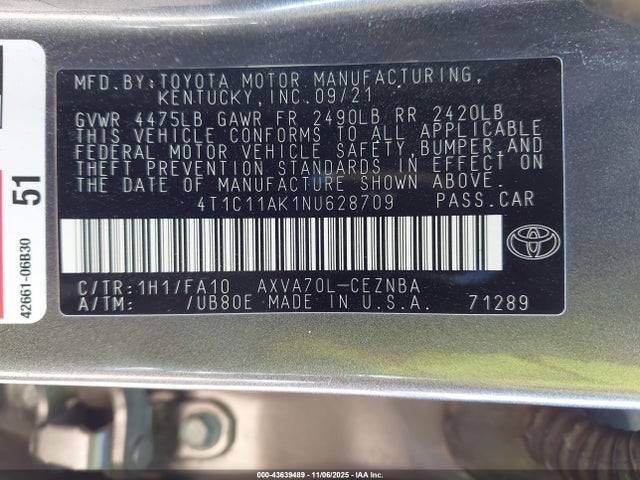 MFD.BY:TOYOTA MOTOR MANUFACTURING,
KENTUCKY,INC.09/21
GVWR 4475LB GAWR FR 2490LB RR 2420LB
THIS VEHICLE CONFORMS TO ALL APPLICABLE
FEDERAL MOTOR VEHICLE SAFETY,BUMPER,AND
THEFT PREVENTION STANDARDS IN EFFECT ON
THE DATE OF MANUFACTURE SHOWN ABOVE.
4T1C11AK1NU628709 PASS.CAR
C/TR:1H1/FA10 AXVA70L-CEZNBA
A/TM: /UB80E MADE IN U.S.A. 71289
51
42661-06B30
00-43639489 11/06/2025 IAA Inc.